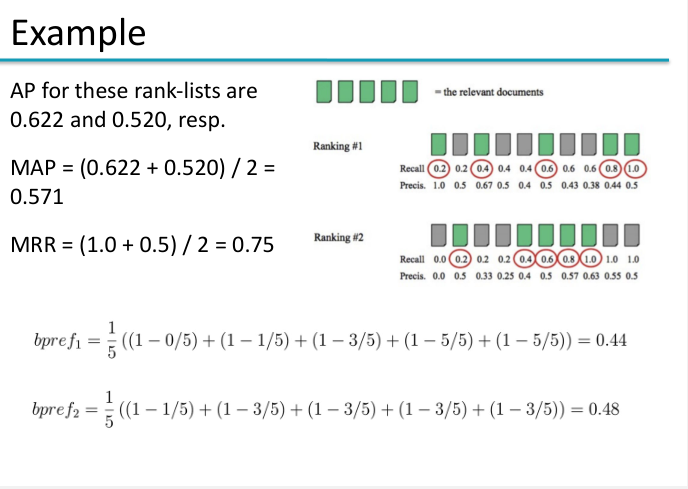 Example
AP for these rank-lists are
0.622 and 0.520, resp.
MAP = (0.622 + 0.520) / 2 =
0.571
MRR = (1.0 + 0.5) / 2 = 0.75
= the relevant documents
Ranking #1
Recall 0.2 0.2 0.4 0.4 0.4 0.6 0.6 0.6 0.8 1.0
Precis. 1.0 0.5 0.67 0.5 0.4 0.5 0.43 0.38 0.44 0.5
Ranking #2
Recall 0.0 0.2 0.2 0.2 0.4 0.6 0.8 1.0 1.0 1.0
Precis. 0.0 0.5 0.33 0.25 0.4 0.5 0.57 0.63 0.55 0.5
bpref₁ = 1/5 ((1 − 0/5) + (1 − 1/5) + (1 − 3/5) + (1 − 5/5) + (1 − 5/5)) = 0.44
bpref₂ = 1/5 ((1 − 1/5) + (1 − 3/5) + (1 − 3/5) + (1 − 3/5) + (1 − 3/5)) = 0.48